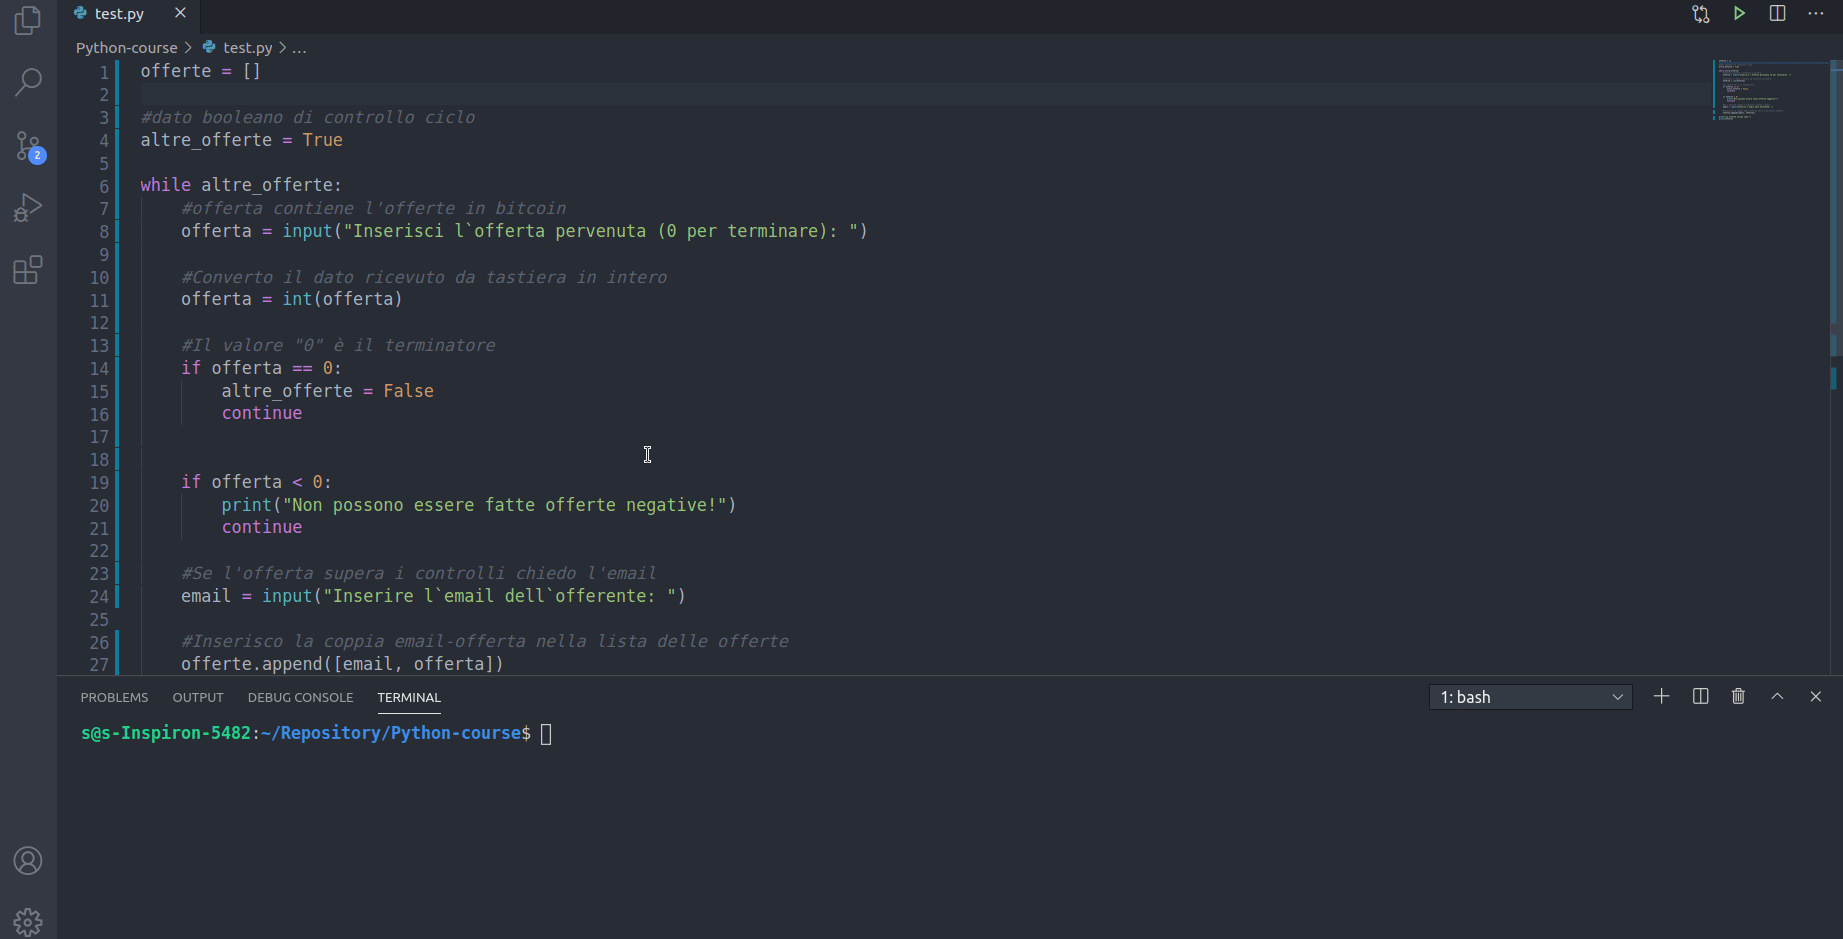 test.py
Python-course > test.py > ...
1 offerte = []
2
3 #dato booleano di controllo ciclo
4 altre_offerte = True
5
6 while altre_offerte:
7 #offerta contiene l'offerte in bitcoin
8 offerta = input("Inserisci l`offerta pervenuta (0 per terminare): ")
9
10 #Converto il dato ricevuto da tastiera in intero
11 offerta = int(offerta)
12
13 #Il valore "0" è il terminatore
14 if offerta == 0:
15 altre_offerte = False
16 continue
17
18
19 if offerta < 0:
20 print("Non possono essere fatte offerte negative!")
21 continue
22
23 #Se l'offerta supera i controlli chiedo l'email
24 email = input("Inserire l`email dell`offerente: ")
25
26 #Inserisco la coppia email-offerta nella lista delle offerte
27 offerte.append([email, offerta])
2
PROBLEMS OUTPUT DEBUG CONSOLE TERMINAL 1: bash
s@s-Inspiron-5482:~/Repository/Python-course$